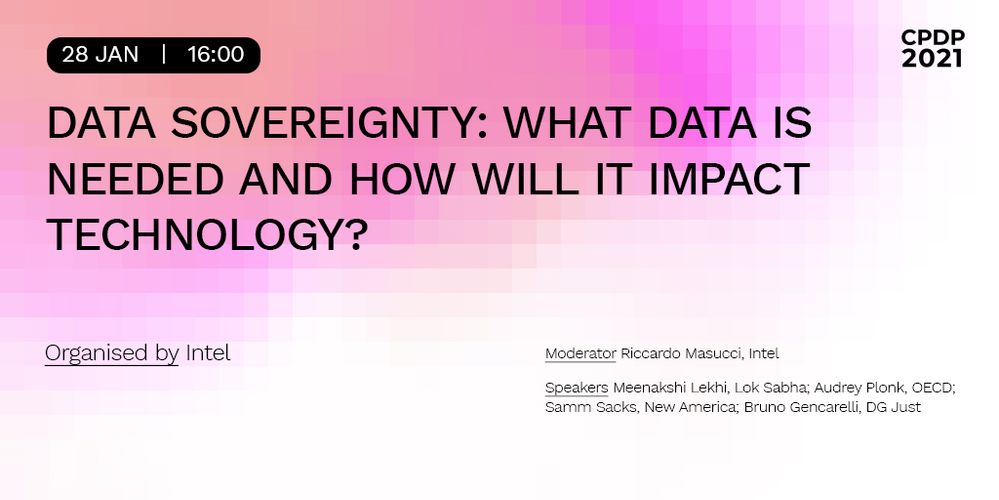 28 JAN | 16:00
CPDP
2021
DATA SOVEREIGNTY: WHAT DATA IS
NEEDED AND HOW WILL IT IMPACT
TECHNOLOGY?
Organised by Intel
Moderator Riccardo Masucci, Intel
Speakers Meenakshi Lekhi, Lok Sabha; Audrey Plonk, OECD;
Samm Sacks, New America; Bruno Gencarelli, DG Just